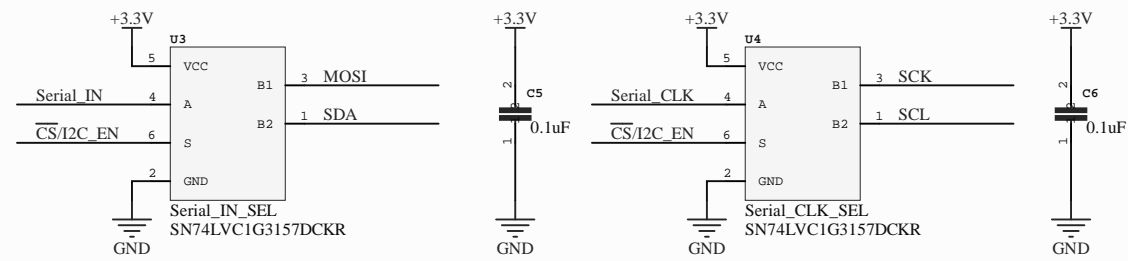 +3.3V
+3.3V
+3.3V
+3.3V
U3
U4
5 VCC
5 VCC
B1 3 MOSI
B1 3 SCK
2
2
C5
C6
Serial_IN 4 A
Serial_CLK 4 A
B2 1 SDA
B2 1 SCL
0.1uF
0.1uF
CS/I2C_EN 6 S
CS/I2C_EN 6 S
1
1
2 GND
2 GND
Serial_IN_SEL
Serial_CLK_SEL
SN74LVC1G3157DCKR
SN74LVC1G3157DCKR
GND
GND
GND
GND